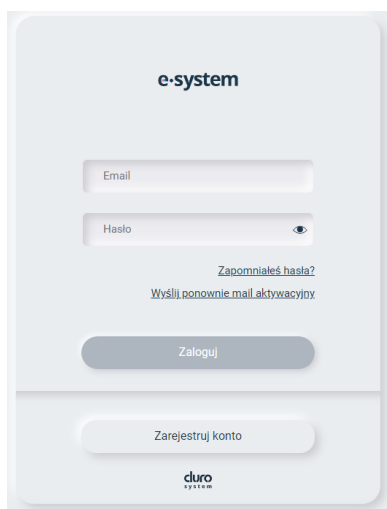 e·system
Email
Hasło
Zapomniałeś hasła?
Wyślij ponownie mail aktywacyjny
Zaloguj
Zarejestruj konto
duro
system